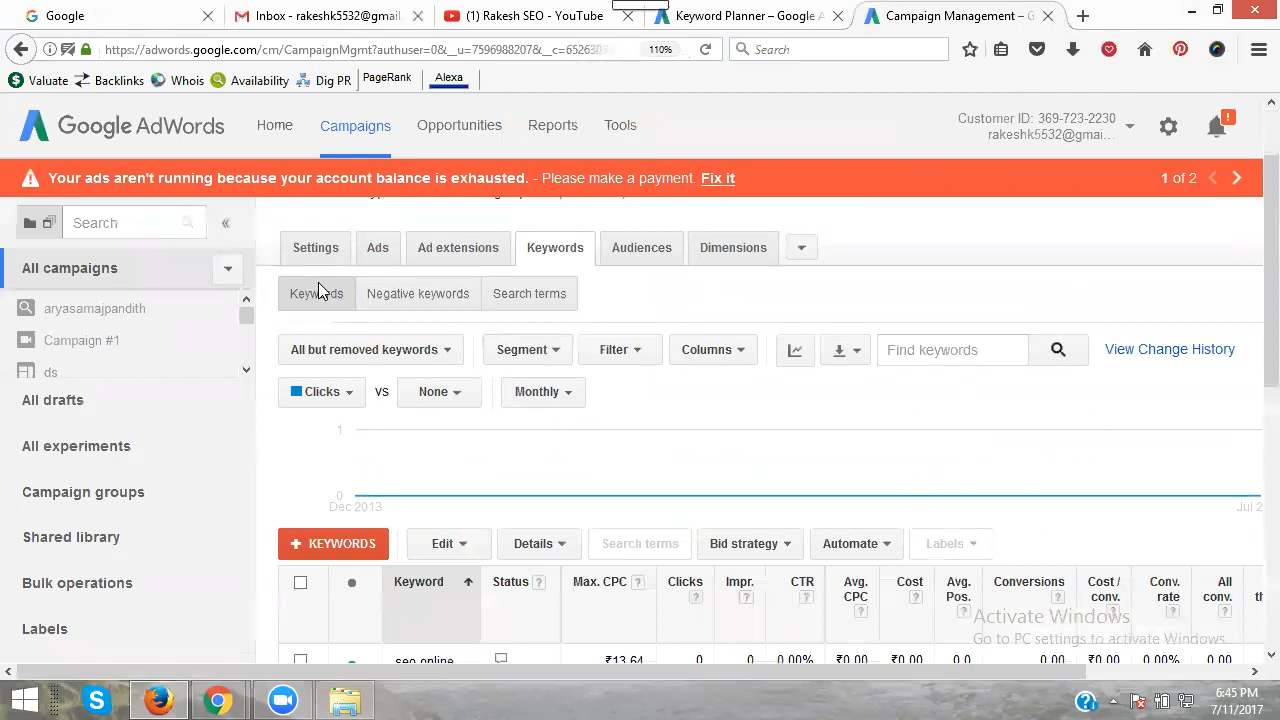 Google
Inbox - rakeshk5532@gmai
(1) Rakesh SEO - YouTube
Keyword Planner – Google A
Campaign Management – G
https://adwords.google.com/cm/CampaignMgmt?authuser=0&__u=7596988207&__c=652630
110%
Search
Valuate
Backlinks
Whois
Availability
Dig PR
PageRank
Alexa
Google AdWords
Home
Campaigns
Opportunities
Reports
Tools
Customer ID: 369-723-2230
rakeshk5532@gmai...
!
Your ads aren't running because your account balance is exhausted. - Please make a payment. Fix it
1 of 2
Search
«
Settings
Ads
Ad extensions
Keywords
Audiences
Dimensions
All campaigns
aryasamajpandith
Campaign #1
ds
All drafts
All experiments
Campaign groups
Shared library
Bulk operations
Labels
Keywords
Negative keywords
Search terms
All but removed keywords
Segment
Filter
Columns
Find keywords
View Change History
Clicks
VS
None
Monthly
1
0
Dec 2013
Jul 2
+ KEYWORDS
Edit
Details
Search terms
Bid strategy
Automate
Labels
Keyword
Status ?
Max. CPC ?
Clicks ?
Impr. ?
CTR ?
Avg. CPC ?
Cost ?
Avg. Pos. ?
Conversions ?
Cost / conv. ?
Conv. rate ?
All conv. ?
seo online
₹13.64
0
0
0.00%
₹0.00
₹0.00
0.0
0.00
₹0.00
0.00%
0.00
Activate Windows
Go to PC settings to activate Windows.
6:45 PM
7/11/2017